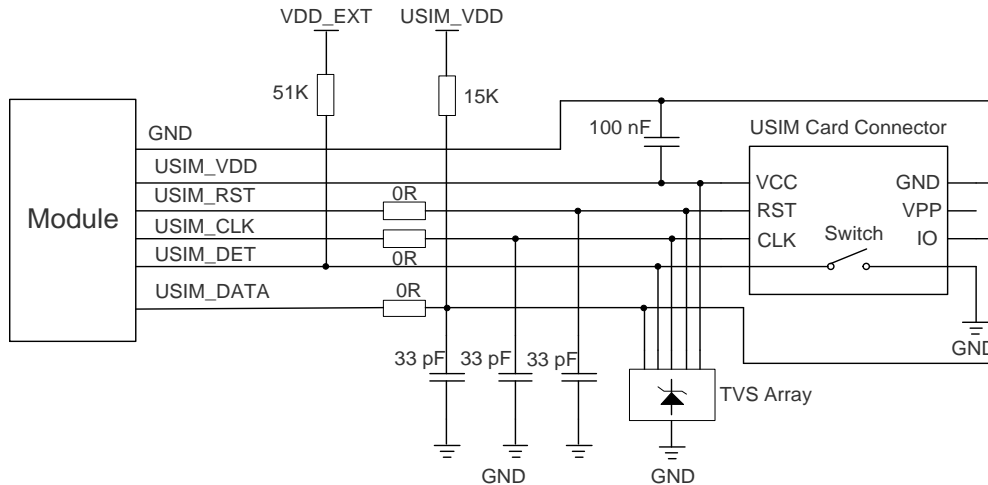 VDD_EXT
USIM_VDD
51K
15K
GND
100 nF
USIM Card Connector
USIM_VDD
VCC
GND
Module
USIM_RST
0R
RST
VPP
USIM_CLK
CLK
Switch
IO
USIM_DET
0R
USIM_DATA
0R
GND
33 pF
33 pF
33 pF
TVS Array
GND
GND